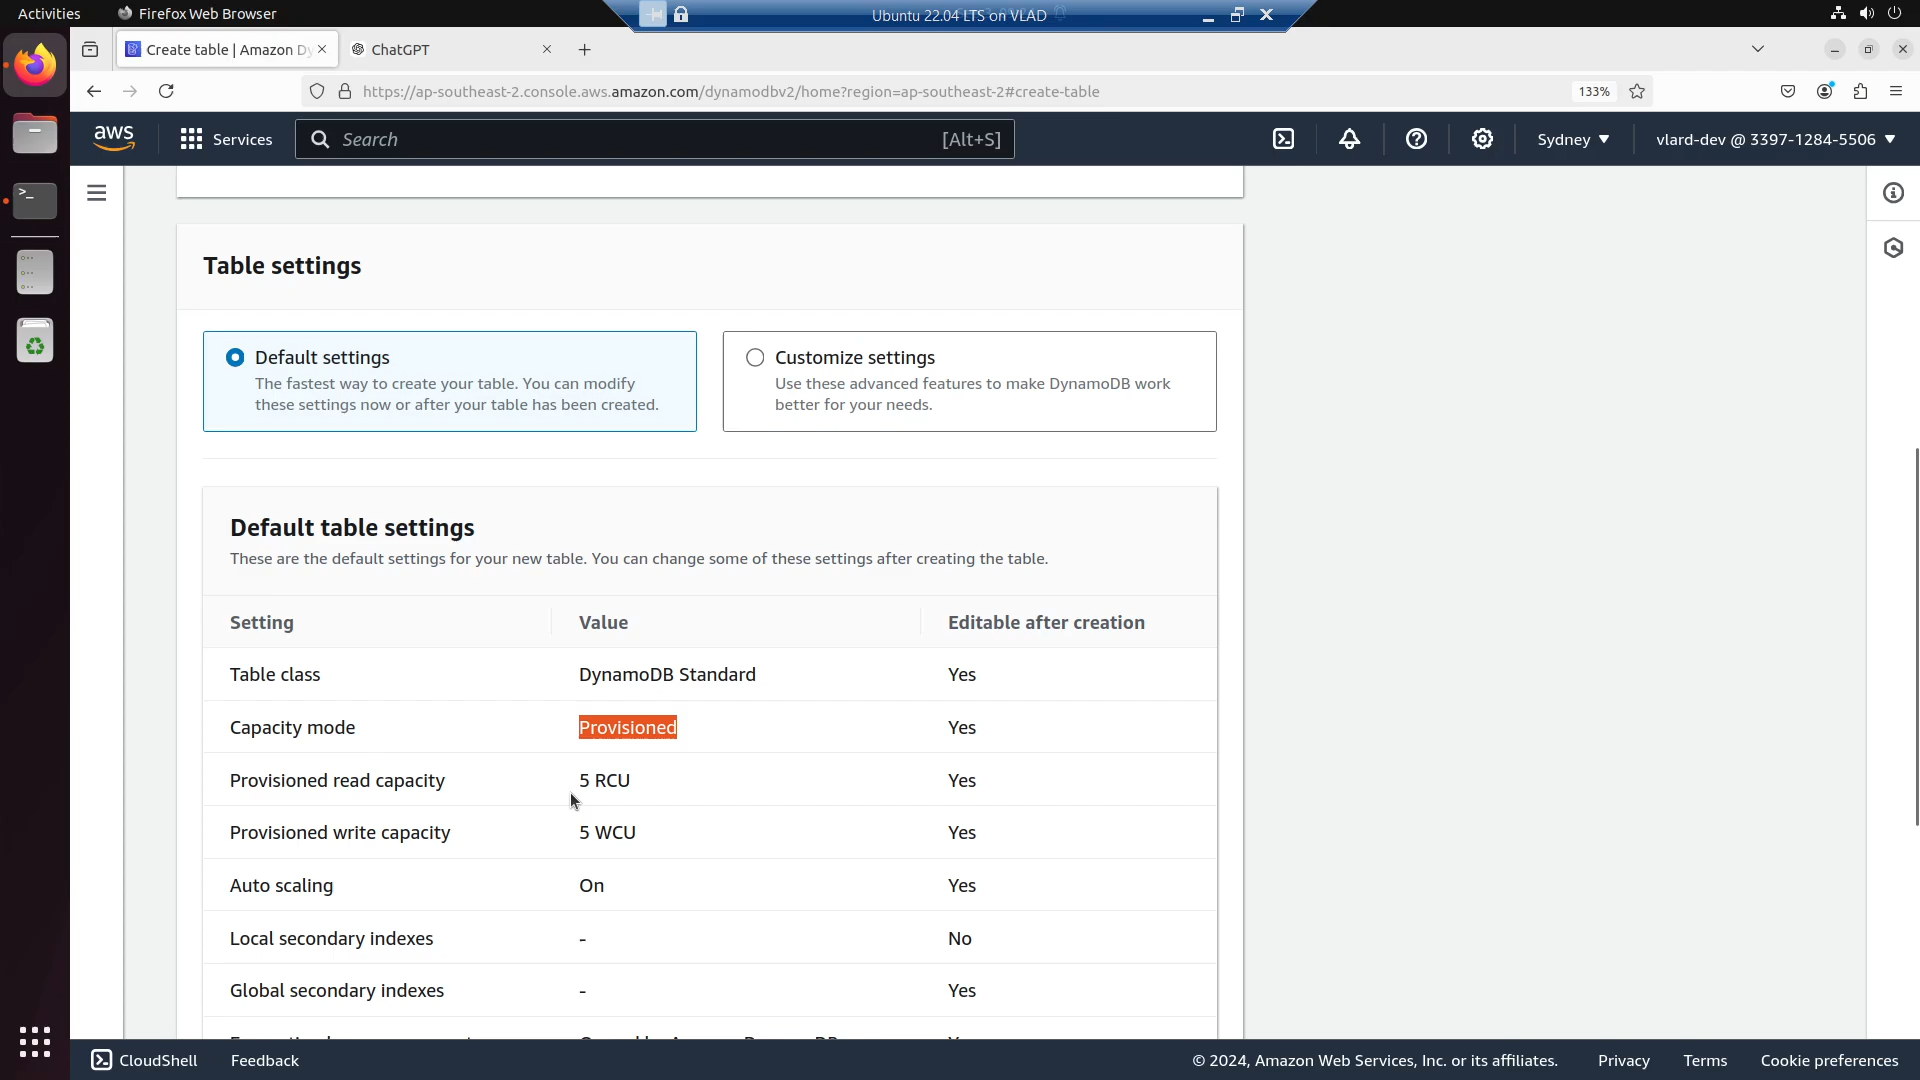 Activities
Firefox Web Browser
Ubuntu 22.04 LTS on VLAD
Create table | Amazon Dy
ChatGPT
https://ap-southeast-2.console.aws.amazon.com/dynamodbv2/home?region=ap-southeast-2#create-table
133%
aws
Services
Search
[Alt+S]
Sydney
vlard-dev @ 3397-1284-5506
Table settings
Default settings
The fastest way to create your table. You can modify
these settings now or after your table has been created.
Customize settings
Use these advanced features to make DynamoDB work
better for your needs.
Default table settings
These are the default settings for your new table. You can change some of these settings after creating the table.
Setting Value Editable after creation
Table class DynamoDB Standard Yes
Capacity mode Provisioned Yes
Provisioned read capacity 5 RCU Yes
Provisioned write capacity 5 WCU Yes
Auto scaling On Yes
Local secondary indexes - No
Global secondary indexes - Yes
CloudShell
Feedback
© 2024, Amazon Web Services, Inc. or its affiliates.
Privacy
Terms
Cookie preferences